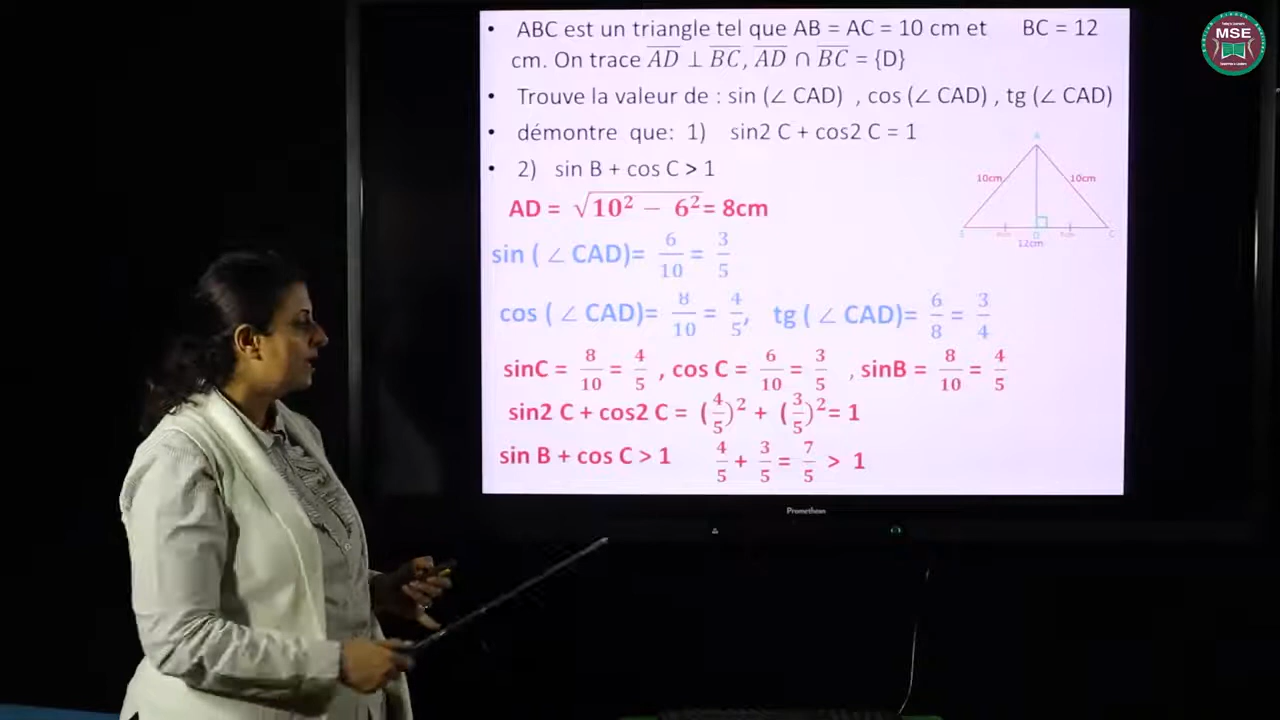 MSE
• ABC est un triangle tel que AB = AC = 10 cm et BC = 12
cm. On trace A̅D̅ ⊥ B̅C̅, A̅D̅ ∩ B̅C̅ = {D}
• Trouve la valeur de : sin (∠ CAD) , cos (∠ CAD) , tg (∠ CAD)
• démontre que: 1) sin2 C + cos2 C = 1
• 2) sin B + cos C > 1
A
10cm 10cm
B D C
12cm
AD = √(10² − 6²) = 8cm
sin ( ∠ CAD)= 6/10 = 3/5
cos ( ∠ CAD)= 8/10 = 4/5, tg ( ∠ CAD)= 6/8 = 3/4
sinC = 8/10 = 4/5 , cos C = 6/10 = 3/5 , sinB = 8/10 = 4/5
sin2 C + cos2 C = (4/5)² + (3/5)²= 1
sin B + cos C > 1 4/5 + 3/5 = 7/5 > 1
Promethean